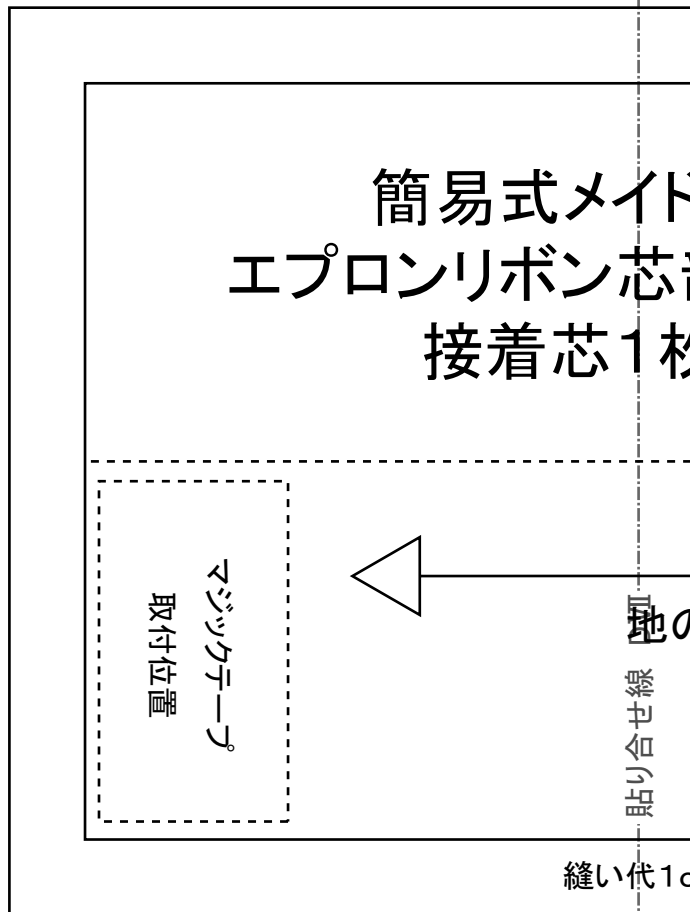 簡易式メイド
エプロンリボン芯
接着芯1枚
マジックテープ
取付位置
地の
貼り合せ線
縫い代1c